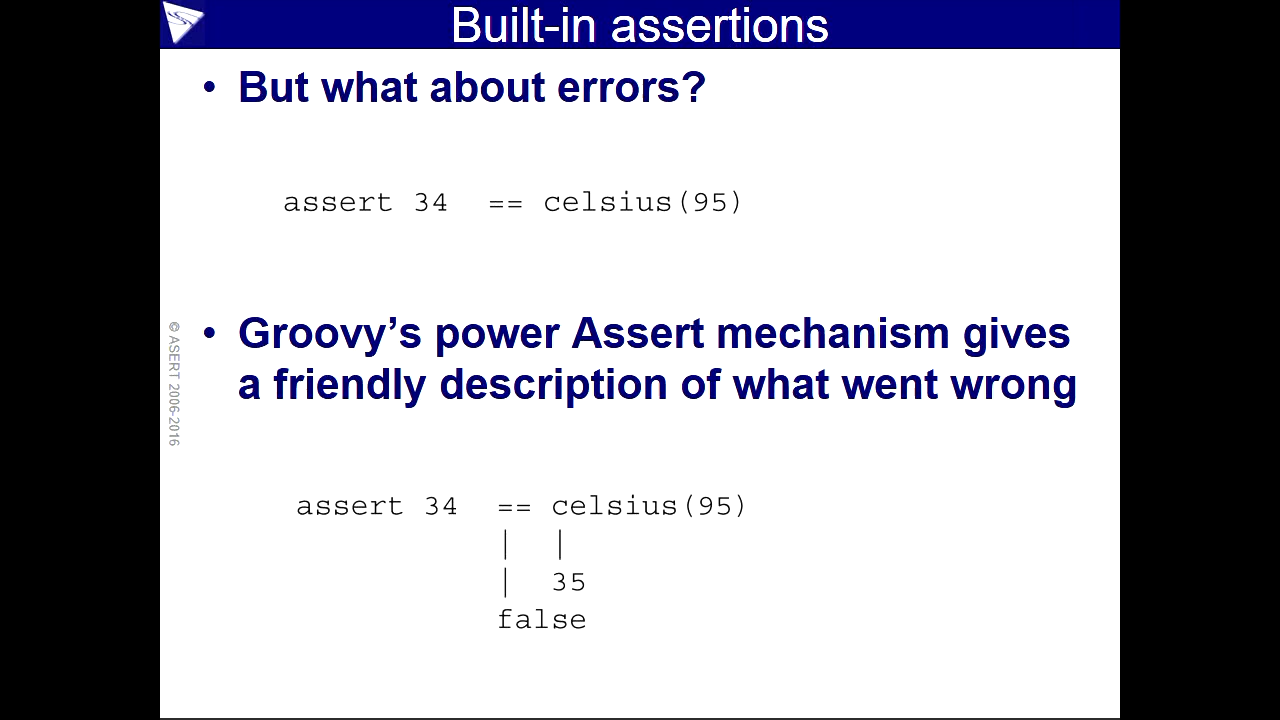 Built-in assertions
• But what about errors?
assert 34  == celsius(95)
• Groovy’s power Assert mechanism gives
a friendly description of what went wrong
© ASERT 2006-2016
assert 34  == celsius(95)
           |  |
           |  35
           false